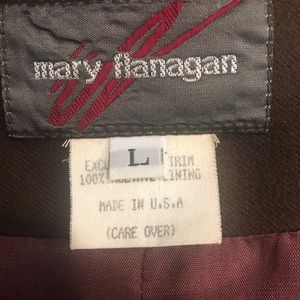 mary flanagan
L
TRIM
100% LINING
MADE IN U.S.A
(CARE OVER)